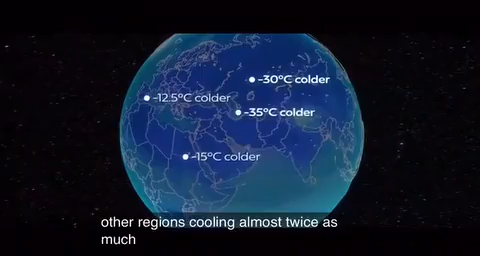 -30°C colder
-12.5°C colder
-35°C colder
-15°C colder
other regions cooling almost twice as
much